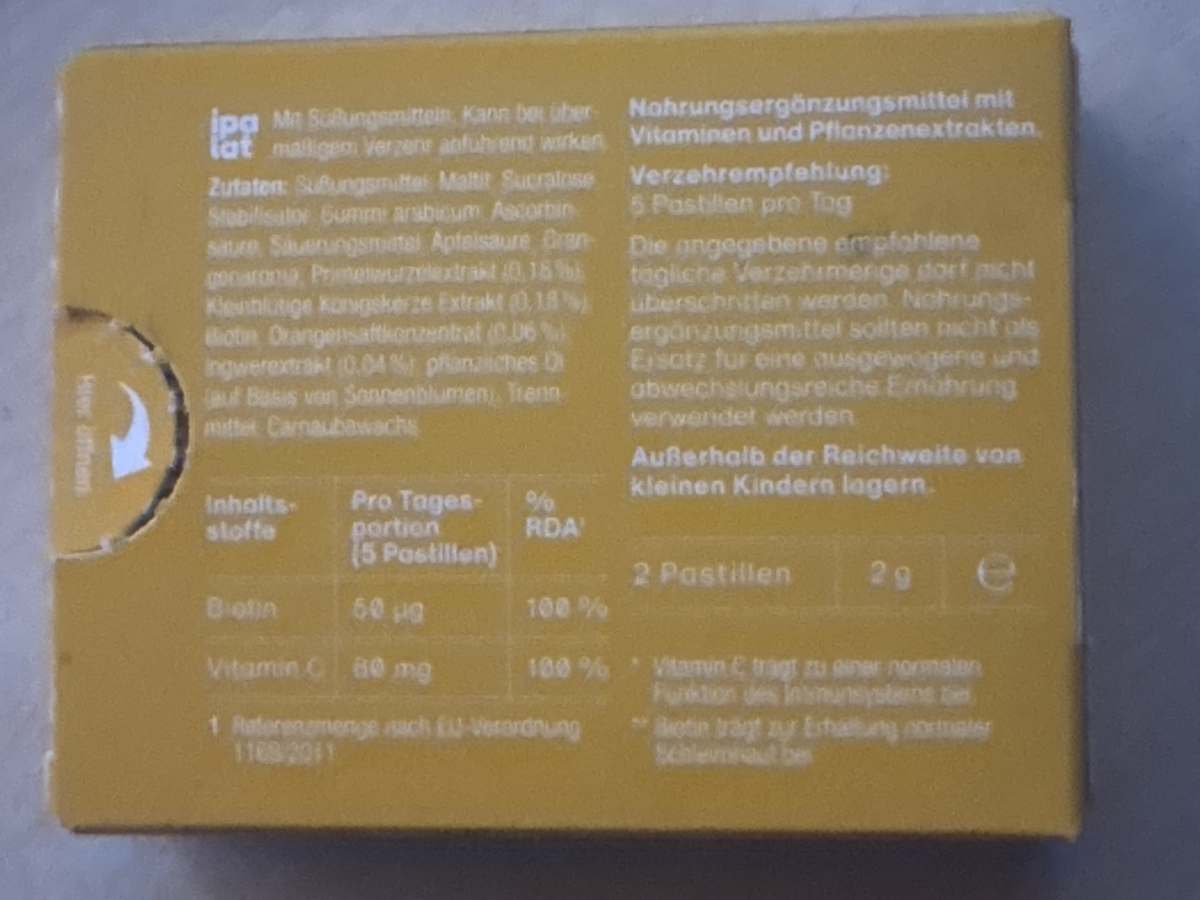 ipa
lat
Mit Süßungsmitteln. Kann bei über-
mäßigem Verzehr abführend wirken.
Zutaten: Süßungsmittel: Maltit, Sucralose,
Stabilisator: Gummi arabicum, Ascorbin-
säure, Säuerungsmittel: Äpfelsäure, Oran-
genaroma, Primelwurzelextrakt (0,18 %),
Kleinblütige Königskerze Extrakt (0,18 %),
Biotin, Orangensaftkonzentrat (0,06 %),
Ingwerextrakt (0,04 %), pflanzliches Öl
(auf Basis von Sonnenblumen), Trenn-
mittel: Carnaubawachs.
Inhalts-
stoffe
Pro Tages-
portion
(5 Pastillen)
%
RDA¹
Biotin 50 µg 100 %
Vitamin C 80 mg 100 %
1 Referenzmenge nach EU-Verordnung
1169/2011
Hier öffnen
Nahrungsergänzungsmittel mit
Vitaminen und Pflanzenextrakten.
Verzehrempfehlung:
5 Pastillen pro Tag
Die angegebene empfohlene
tägliche Verzehrmenge darf nicht
überschritten werden. Nahrungs-
ergänzungsmittel sollten nicht als
Ersatz für eine ausgewogene und
abwechslungsreiche Ernährung
verwendet werden.
Außerhalb der Reichweite von
kleinen Kindern lagern.
2 Pastillen 2 g ℮
* Vitamin C trägt zu einer normalen
Funktion des Immunsystems bei
** Biotin trägt zur Erhaltung normaler
Schleimhaut bei